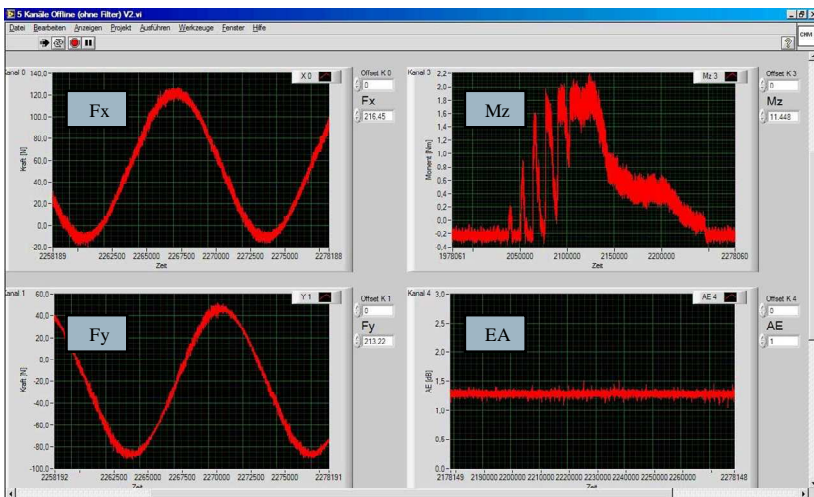 5 Kanäle Offline (ohne Filter) V2.vi
Datei Bearbeiten Anzeigen Projekt Ausführen Werkzeuge Fenster Hilfe
Kanal 0
140,0
120,0
100,0
80,0
60,0
40,0
20,0
0,0
-20,0
Kraft [N]
Fx
X 0
2258189 2262500 2265000 2267500 2270000 2272500 2278188
Zeit
Offset K 0
0
Fx
216.45
Kanal 3
2,2
2,0
1,8
1,6
1,4
1,2
1,0
0,8
0,6
0,4
0,2
0,0
-0,2
-0,4
Moment [Nm]
Mz
Mz 3
1978061 2050000 2100000 2150000 2200000 2278060
Zeit
Offset K 3
0
Mz
11.448
Kanal 1
60,0
40,0
20,0
0,0
-20,0
-40,0
-60,0
-80,0
-100,0
Kraft [N]
Fy
Y 1
2258192 2262500 2265000 2267500 2270000 2272500 2278191
Zeit
Offset K 1
0
Fy
213.22
Kanal 4
3,0
2,5
2,0
1,5
1,0
0,5
0,0
AE [dB]
EA
AE 4
2178149 2190000 2200000 2210000 2220000 2230000 2240000 2250000 2260000 2278148
Zeit
Offset K 4
0
AE
1